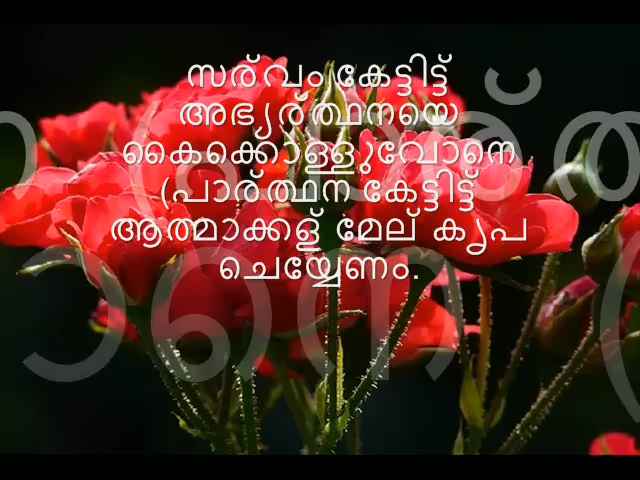 സര്വം കേട്ടിട്ട്
അഭ്യര്ത്ഥനയെ
കൈക്കൊള്ളുവോനെ
പ്രാര്ത്ഥന കേട്ടിട്ട്
ആത്മാക്കള് മേല് കൃപ
ചെയ്യേണം.